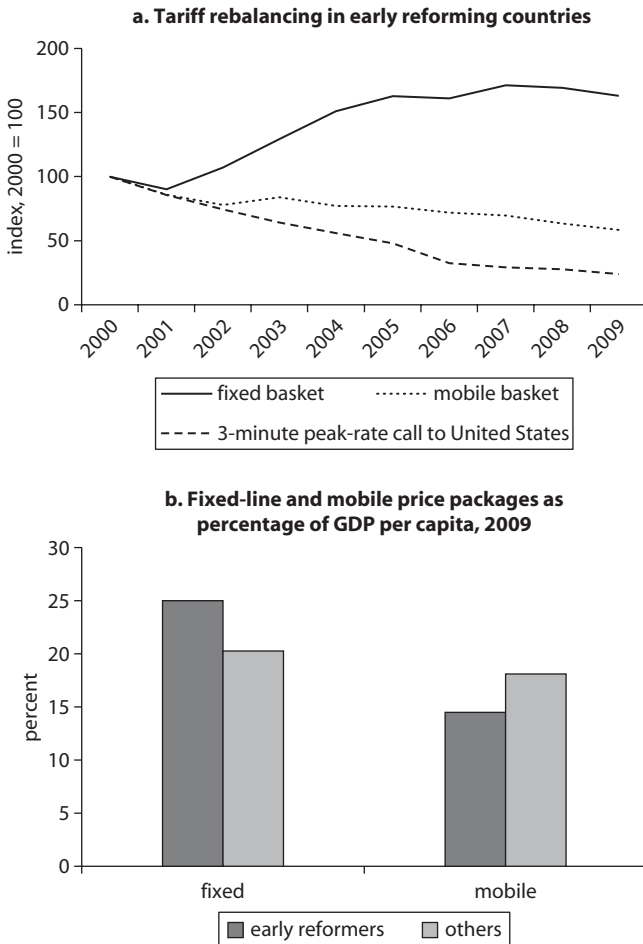 a. Tariff rebalancing in early reforming countries
200
150
100
50
0
index, 2000 = 100
2000 2001 2002 2003 2004 2005 2006 2007 2008 2009
fixed basket mobile basket
3-minute peak-rate call to United States
b. Fixed-line and mobile price packages as
percentage of GDP per capita, 2009
30
25
20
15
10
5
0
percent
fixed mobile
early reformers others